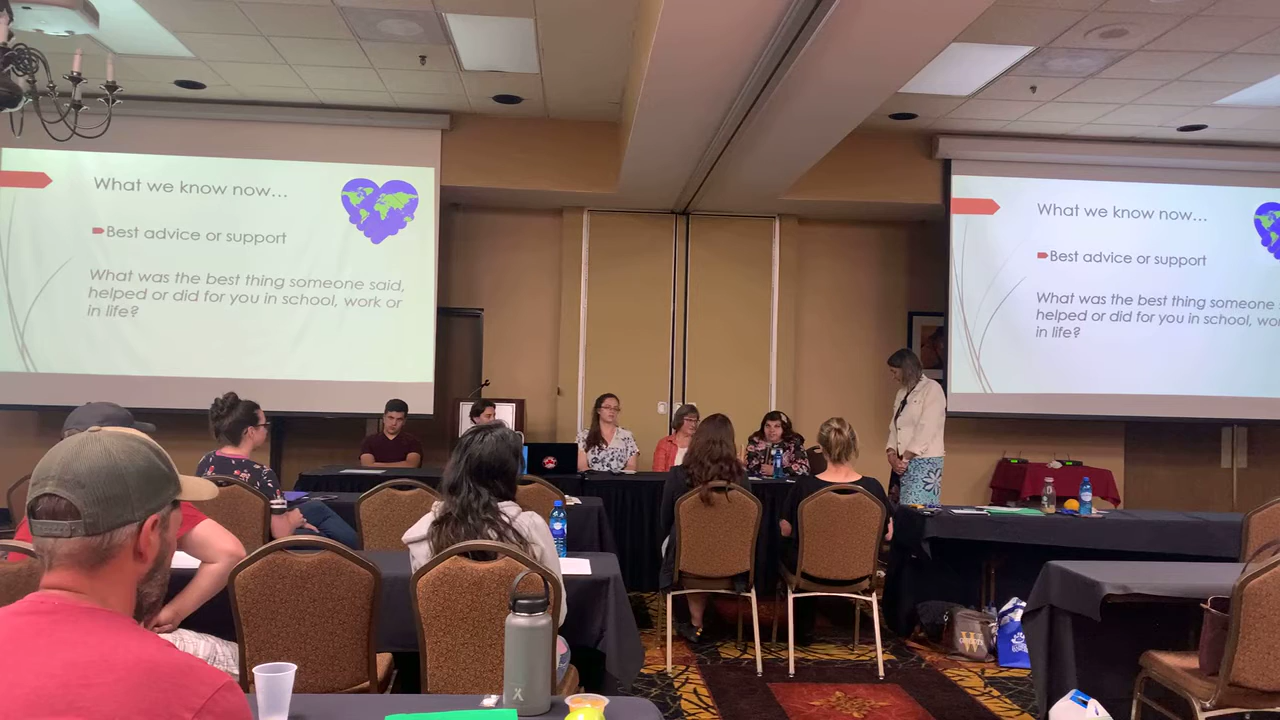 What we know now...
Best advice or support
What was the best thing someone said,
helped or did for you in school, work or
in life?
What we know now...
Best advice or support
What was the best thing someone
helped or did for you in school, wo
in life?